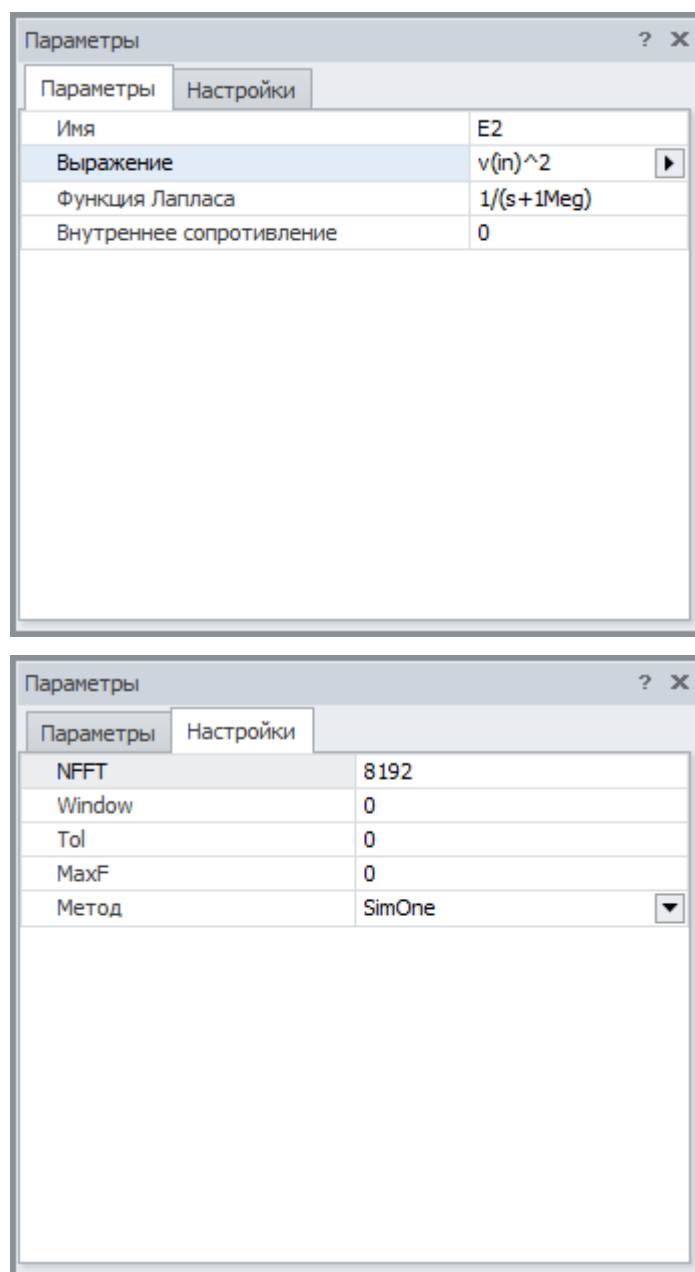 Параметры ? X
Параметры Настройки
Имя E2
Выражение v(in)^2
Функция Лапласа 1/(s+1Meg)
Внутреннее сопротивление 0
Параметры ? X
Параметры Настройки
NFFT 8192
Window 0
Tol 0
MaxF 0
Метод SimOne